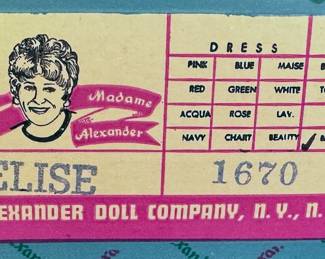 DRESS
PINK BLUE MAISE
RED GREEN WHITE
ACQUA ROSE LAV.
NAVY CHART BEAUTY
Madame
Alexander
ELISE 1670
EXANDER DOLL COMPANY, N. Y., N.